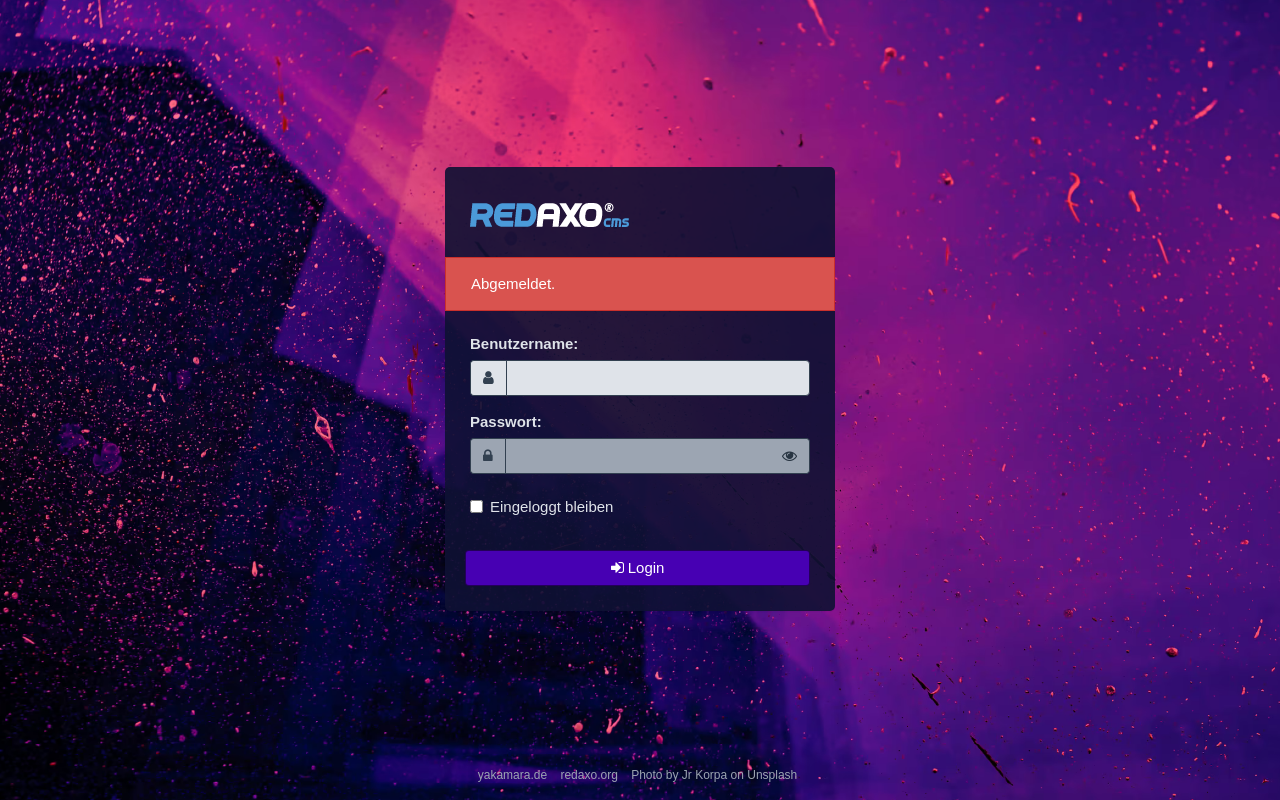 REDAXO® cms
Abgemeldet.
Benutzername:
Passwort:
Eingeloggt bleiben
Login
yakamara.de redaxo.org Photo by Jr Korpa on Unsplash